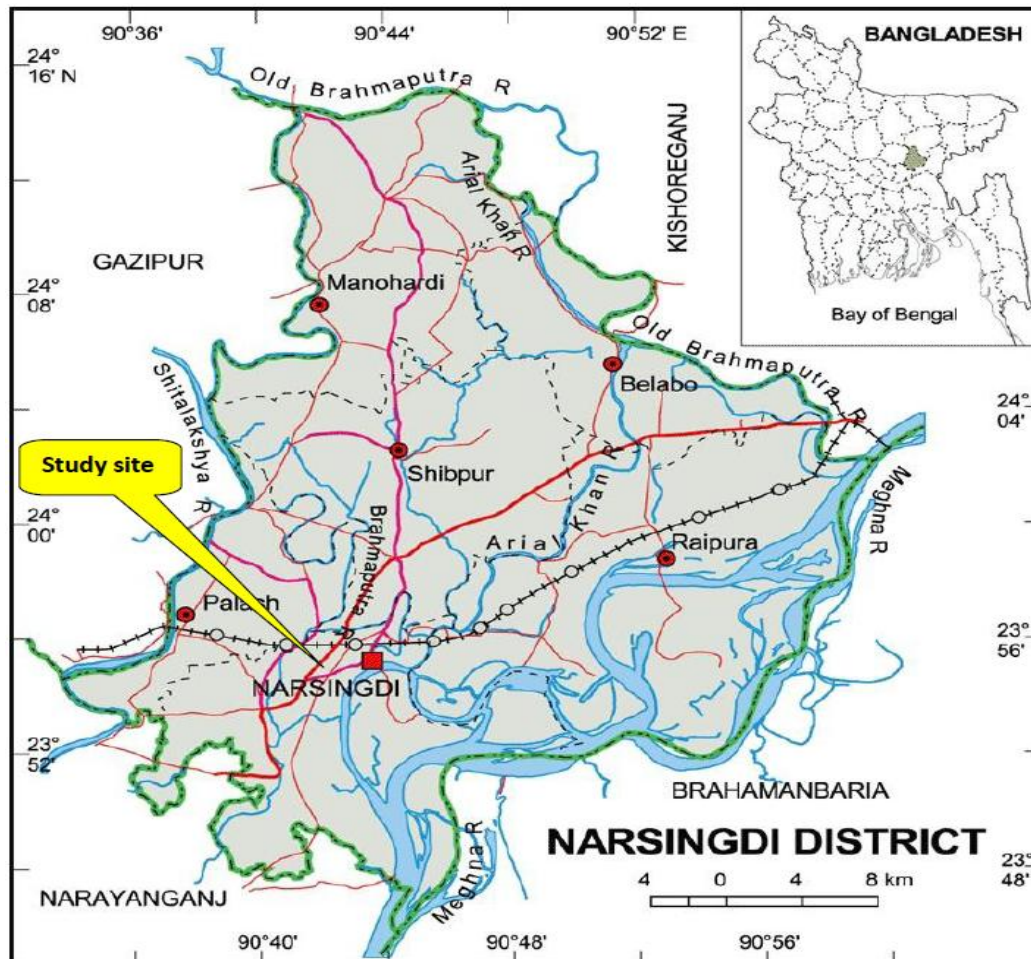 90°36'
90°44'
90°52' E
24°
16' N
Old Brahmaputra R
BANGLADESH
Bay of Bengal
KISHOREGANJ
Arial Khan R
GAZIPUR
24°
08'
Manohardi
Old Brahmaputra R
Belabo
24°
04'
Shitalakshya R
Study site
Shibpur
Meghna R
24°
00'
Brahmaputra R
Arial Khan R
Raipura
Palash
23°
56'
NARSINGDI
23°
52'
BRAHAMANBARIA
NARSINGDI DISTRICT
23°
48'
NARAYANGANJ
Meghna R
4 0 4 8 km
90°40'
90°48'
90°56'